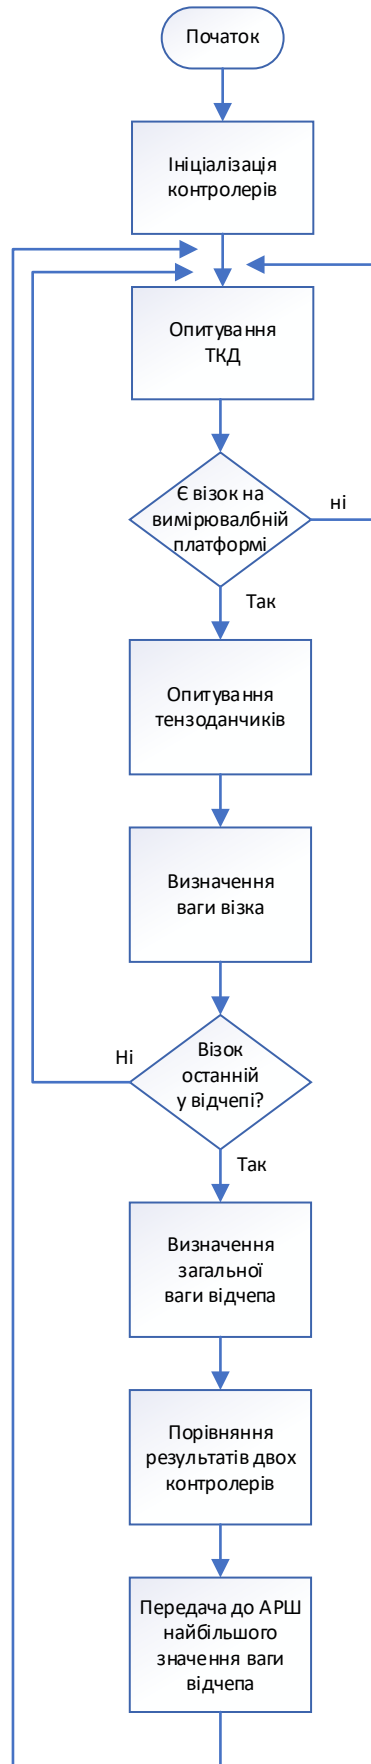 Початок
Ініціалізація
контролерів
Опитування
ТКД
Є візок на
вимірювалбній
платформі
ні
Так
Опитування
тензоданчиків
Визначення
ваги візка
Ні
Візок
останній
у відчепі?
Так
Визначення
загальної
ваги відчепа
Порівняння
результатів двох
контролерів
Передача до АРШ
найбільшого
значення ваги
відчепа